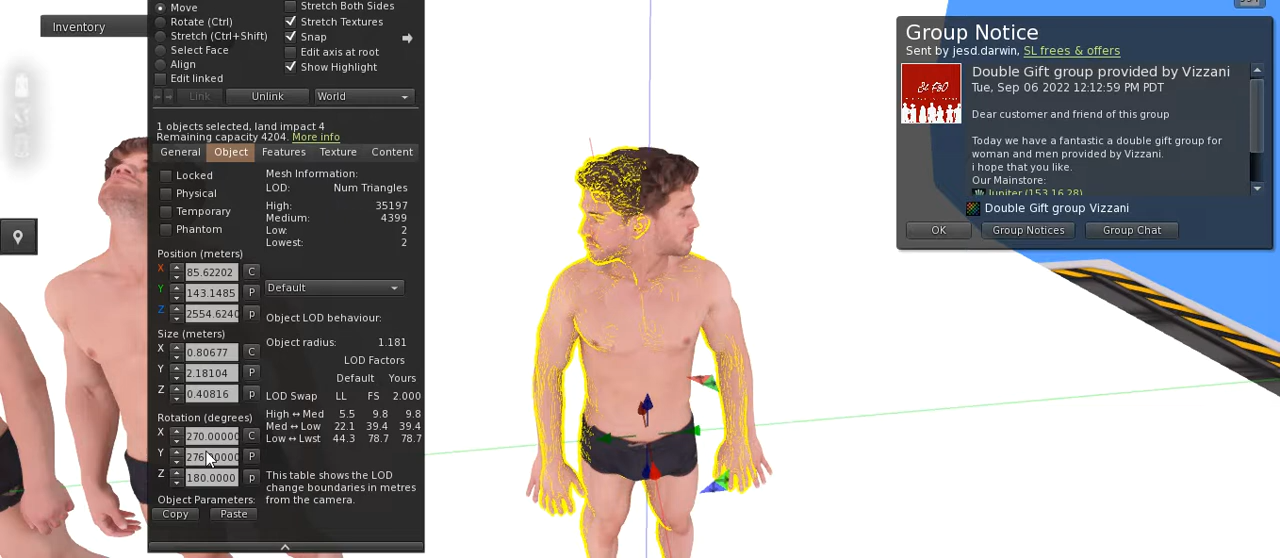 Inventory
Move
Rotate (Ctrl)
Stretch (Ctrl+Shift)
Select Face
Align
Edit linked
Stretch Both Sides
Stretch Textures
Snap
Edit axis at root
Show Highlight
Link
Unlink
World
1 objects selected, land impact 4
Remaining capacity 4204. More info
General
Object
Features
Texture
Content
Locked
Physical
Temporary
Phantom
Position (meters)
X 85.62202 C
Y 143.1485 P
Z 2554.6240 p
Size (meters)
X 0.80677 C
Y 2.18104 P
Z 0.40816 p
Rotation (degrees)
X 270.00000 C
Y P
Z 180.0000 p
Object Parameters:
Copy
Paste
Mesh Information:
LOD: Num Triangles
High: 35197
Medium: 4399
Low: 2
Lowest: 2
Default
Object LOD behaviour:
Object radius: 1.181
LOD Factors
Default Yours
LOD Swap LL FS 2.000
High↔Med 5.5 9.8 9.8
Med↔Low 22.1 39.4 39.4
Low↔Lwst 44.3 78.7 78.7
This table shows the LOD
change boundaries in metres
from the camera.
Group Notice
Sent by jesd.darwin, SL frees & offers
Double Gift group provided by Vizzani
Tue, Sep 06 2022 12:12:59 PM PDT
Dear customer and friend of this group
Today we have a fantastic a double gift group for
woman and men provided by Vizzani.
i hope that you like.
Our Mainstore:
Jupiter (153,16,28)
Double Gift group Vizzani
OK
Group Notices
Group Chat